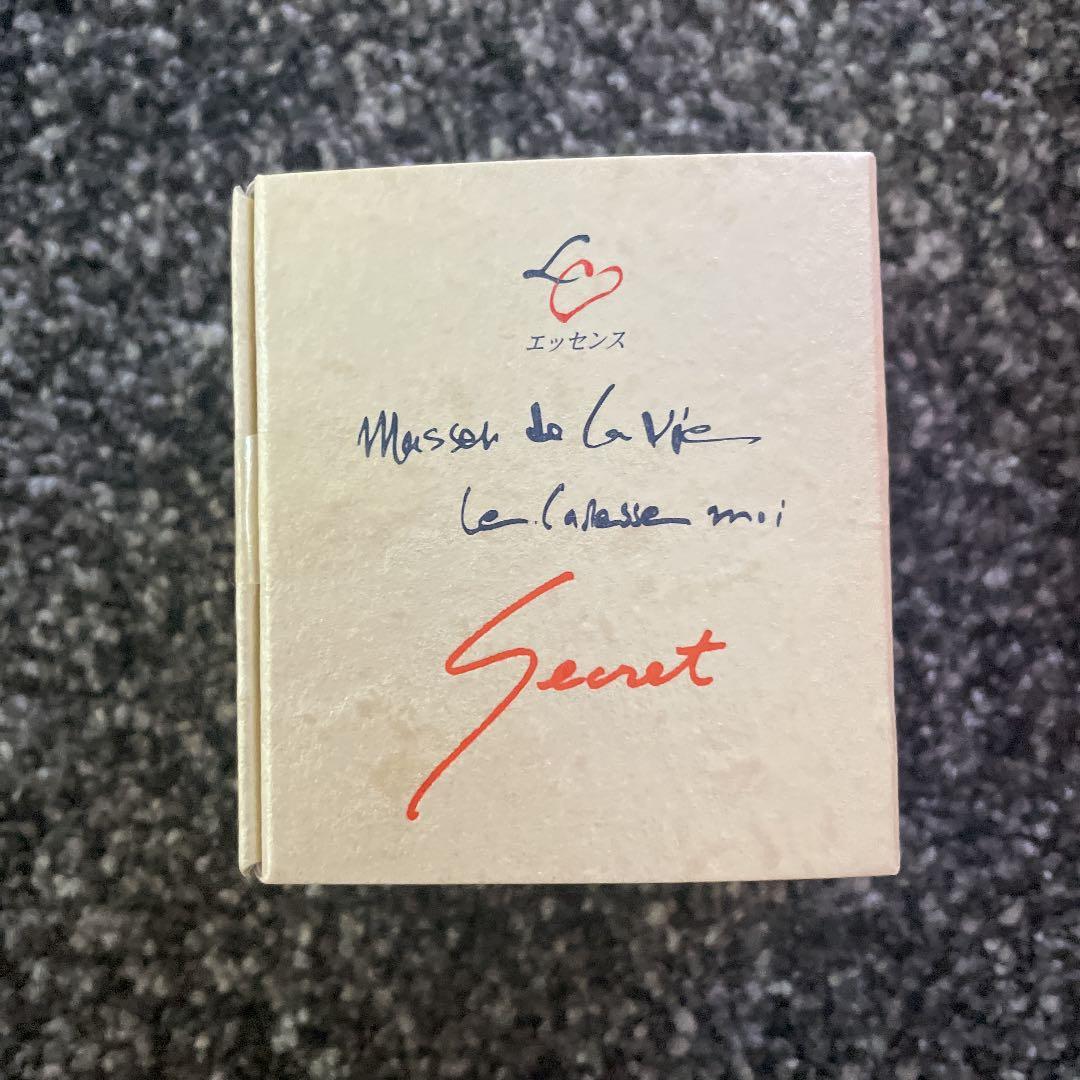 エッセンス
Masser de La Vie
Le Caresse moi
Secret